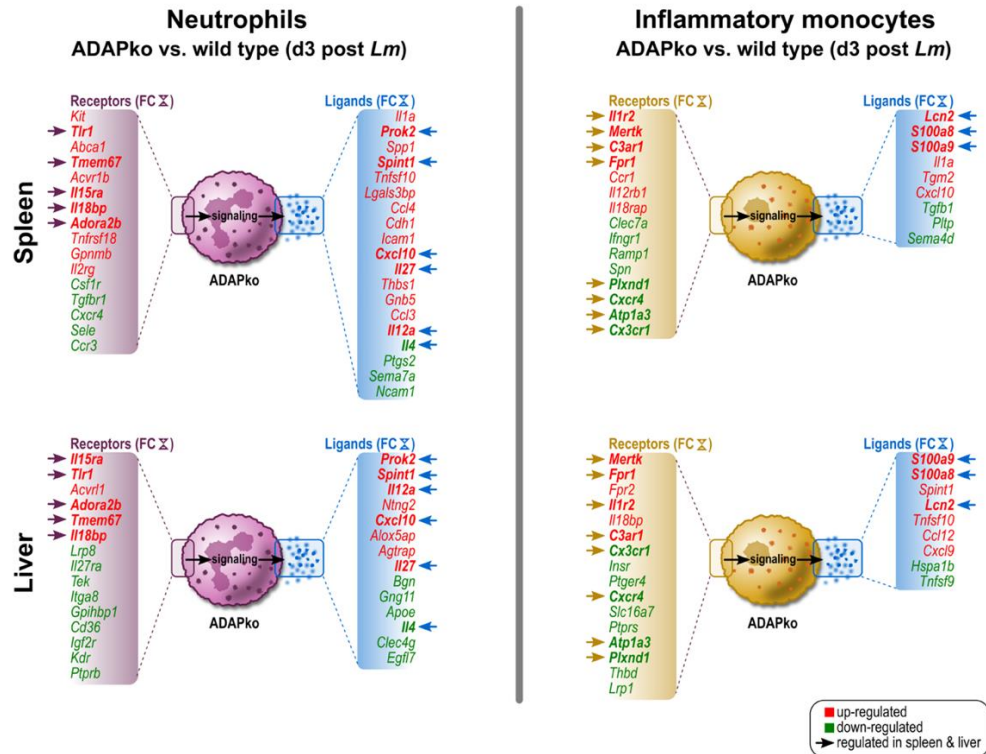 Neutrophils
ADAPko vs. wild type (d3 post Lm)
Inflammatory monocytes
ADAPko vs. wild type (d3 post Lm)
Spleen
Receptors (FC ⧖)
Kit
Tlr1
Abca1
Tmem67
Acvr1b
Il15ra
Il18bp
Adora2b
Tnfrsf18
Gpnmb
Il2rg
Csf1r
Tgfbr1
Cxcr4
Sele
Ccr3
signaling
ADAPko
Ligands (FC ⧖)
Il1a
Prok2
Spp1
Spint1
Tnfsf10
Lgals3bp
Ccl4
Cdh1
Icam1
Cxcl10
Il27
Thbs1
Gnb5
Ccl3
Il12a
Il4
Ptgs2
Sema7a
Ncam1
Receptors (FC ⧖)
Il1r2
Mertk
C3ar1
Fpr1
Ccr1
Il12rb1
Il18rap
Clec7a
Ifngr1
Ramp1
Spn
Plxnd1
Cxcr4
Atp1a3
Cx3cr1
signaling
ADAPko
Ligands (FC ⧖)
Lcn2
S100a8
S100a9
Il1a
Tgm2
Cxcl10
Tgfb1
Pltp
Sema4d
Liver
Receptors (FC ⧖)
Il15ra
Tlr1
Acvrl1
Adora2b
Tmem67
Il18bp
Lrp8
Il27ra
Tek
Itga8
Gpihbp1
Cd36
Igf2r
Kdr
Ptprb
signaling
ADAPko
Ligands (FC ⧖)
Prok2
Spint1
Il12a
Ntng2
Cxcl10
Alox5ap
Agtrap
Il27
Bgn
Gng11
Apoe
Il4
Clec4g
Egfl7
Receptors (FC ⧖)
Mertk
Fpr1
Fpr2
Il1r2
Il18bp
C3ar1
Cx3cr1
Insr
Ptger4
Cxcr4
Slc16a7
Ptprs
Atp1a3
Plxnd1
Thbd
Lrp1
signaling
ADAPko
Ligands (FC ⧖)
S100a9
S100a8
Spint1
Lcn2
Tnfsf10
Ccl12
Cxcl9
Hspa1b
Tnfsf9
up-regulated
down-regulated
regulated in spleen & liver